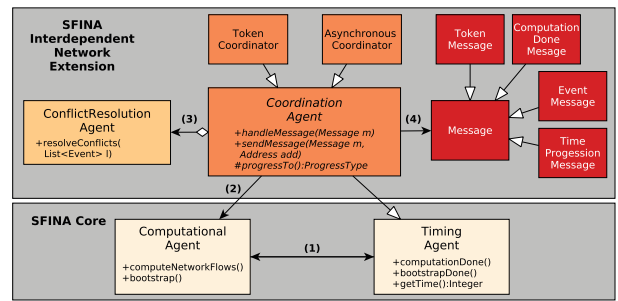 SFINA
Interdependent
Network
Extension
Token
Coordinator
Asynchronous
Coordinator
Token
Message
Computation
Done
Mesage
Event
Message
Time
Progession
Message
Message
(4)
Coordination
Agent
+handleMessage(Message m)
+sendMessage(Message m,
Address add)
#progressTo():ProgressType
(3)
ConflictResolution
Agent
+resolveConflicts(
List<Event> l)
(2)
SFINA Core
Computational
Agent
+computeNetworkFlows()
+bootstrap()
(1)
Timing
Agent
+computationDone()
+bootstrapDone()
+getTime():Integer